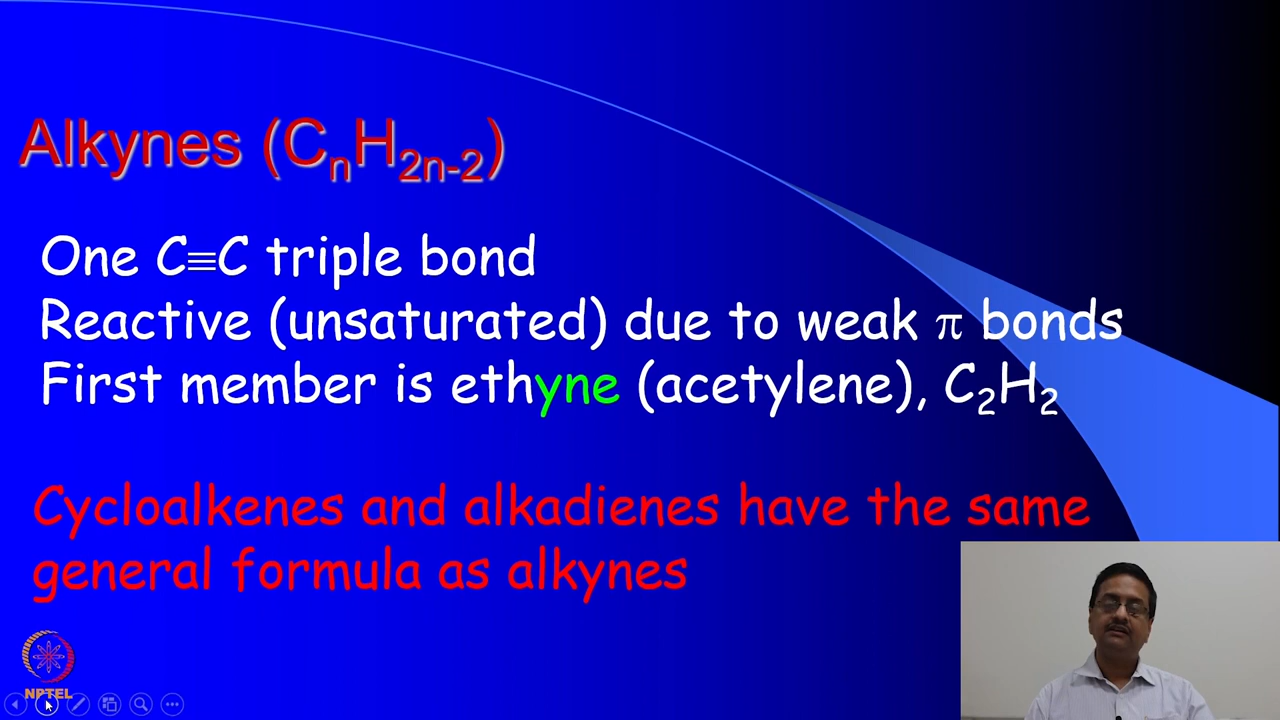 Alkynes (CnH2n-2)
One C≡C triple bond
Reactive (unsaturated) due to weak π bonds
First member is ethyne (acetylene), C2H2
Cycloalkenes and alkadienes have the same
general formula as alkynes
NPTEL